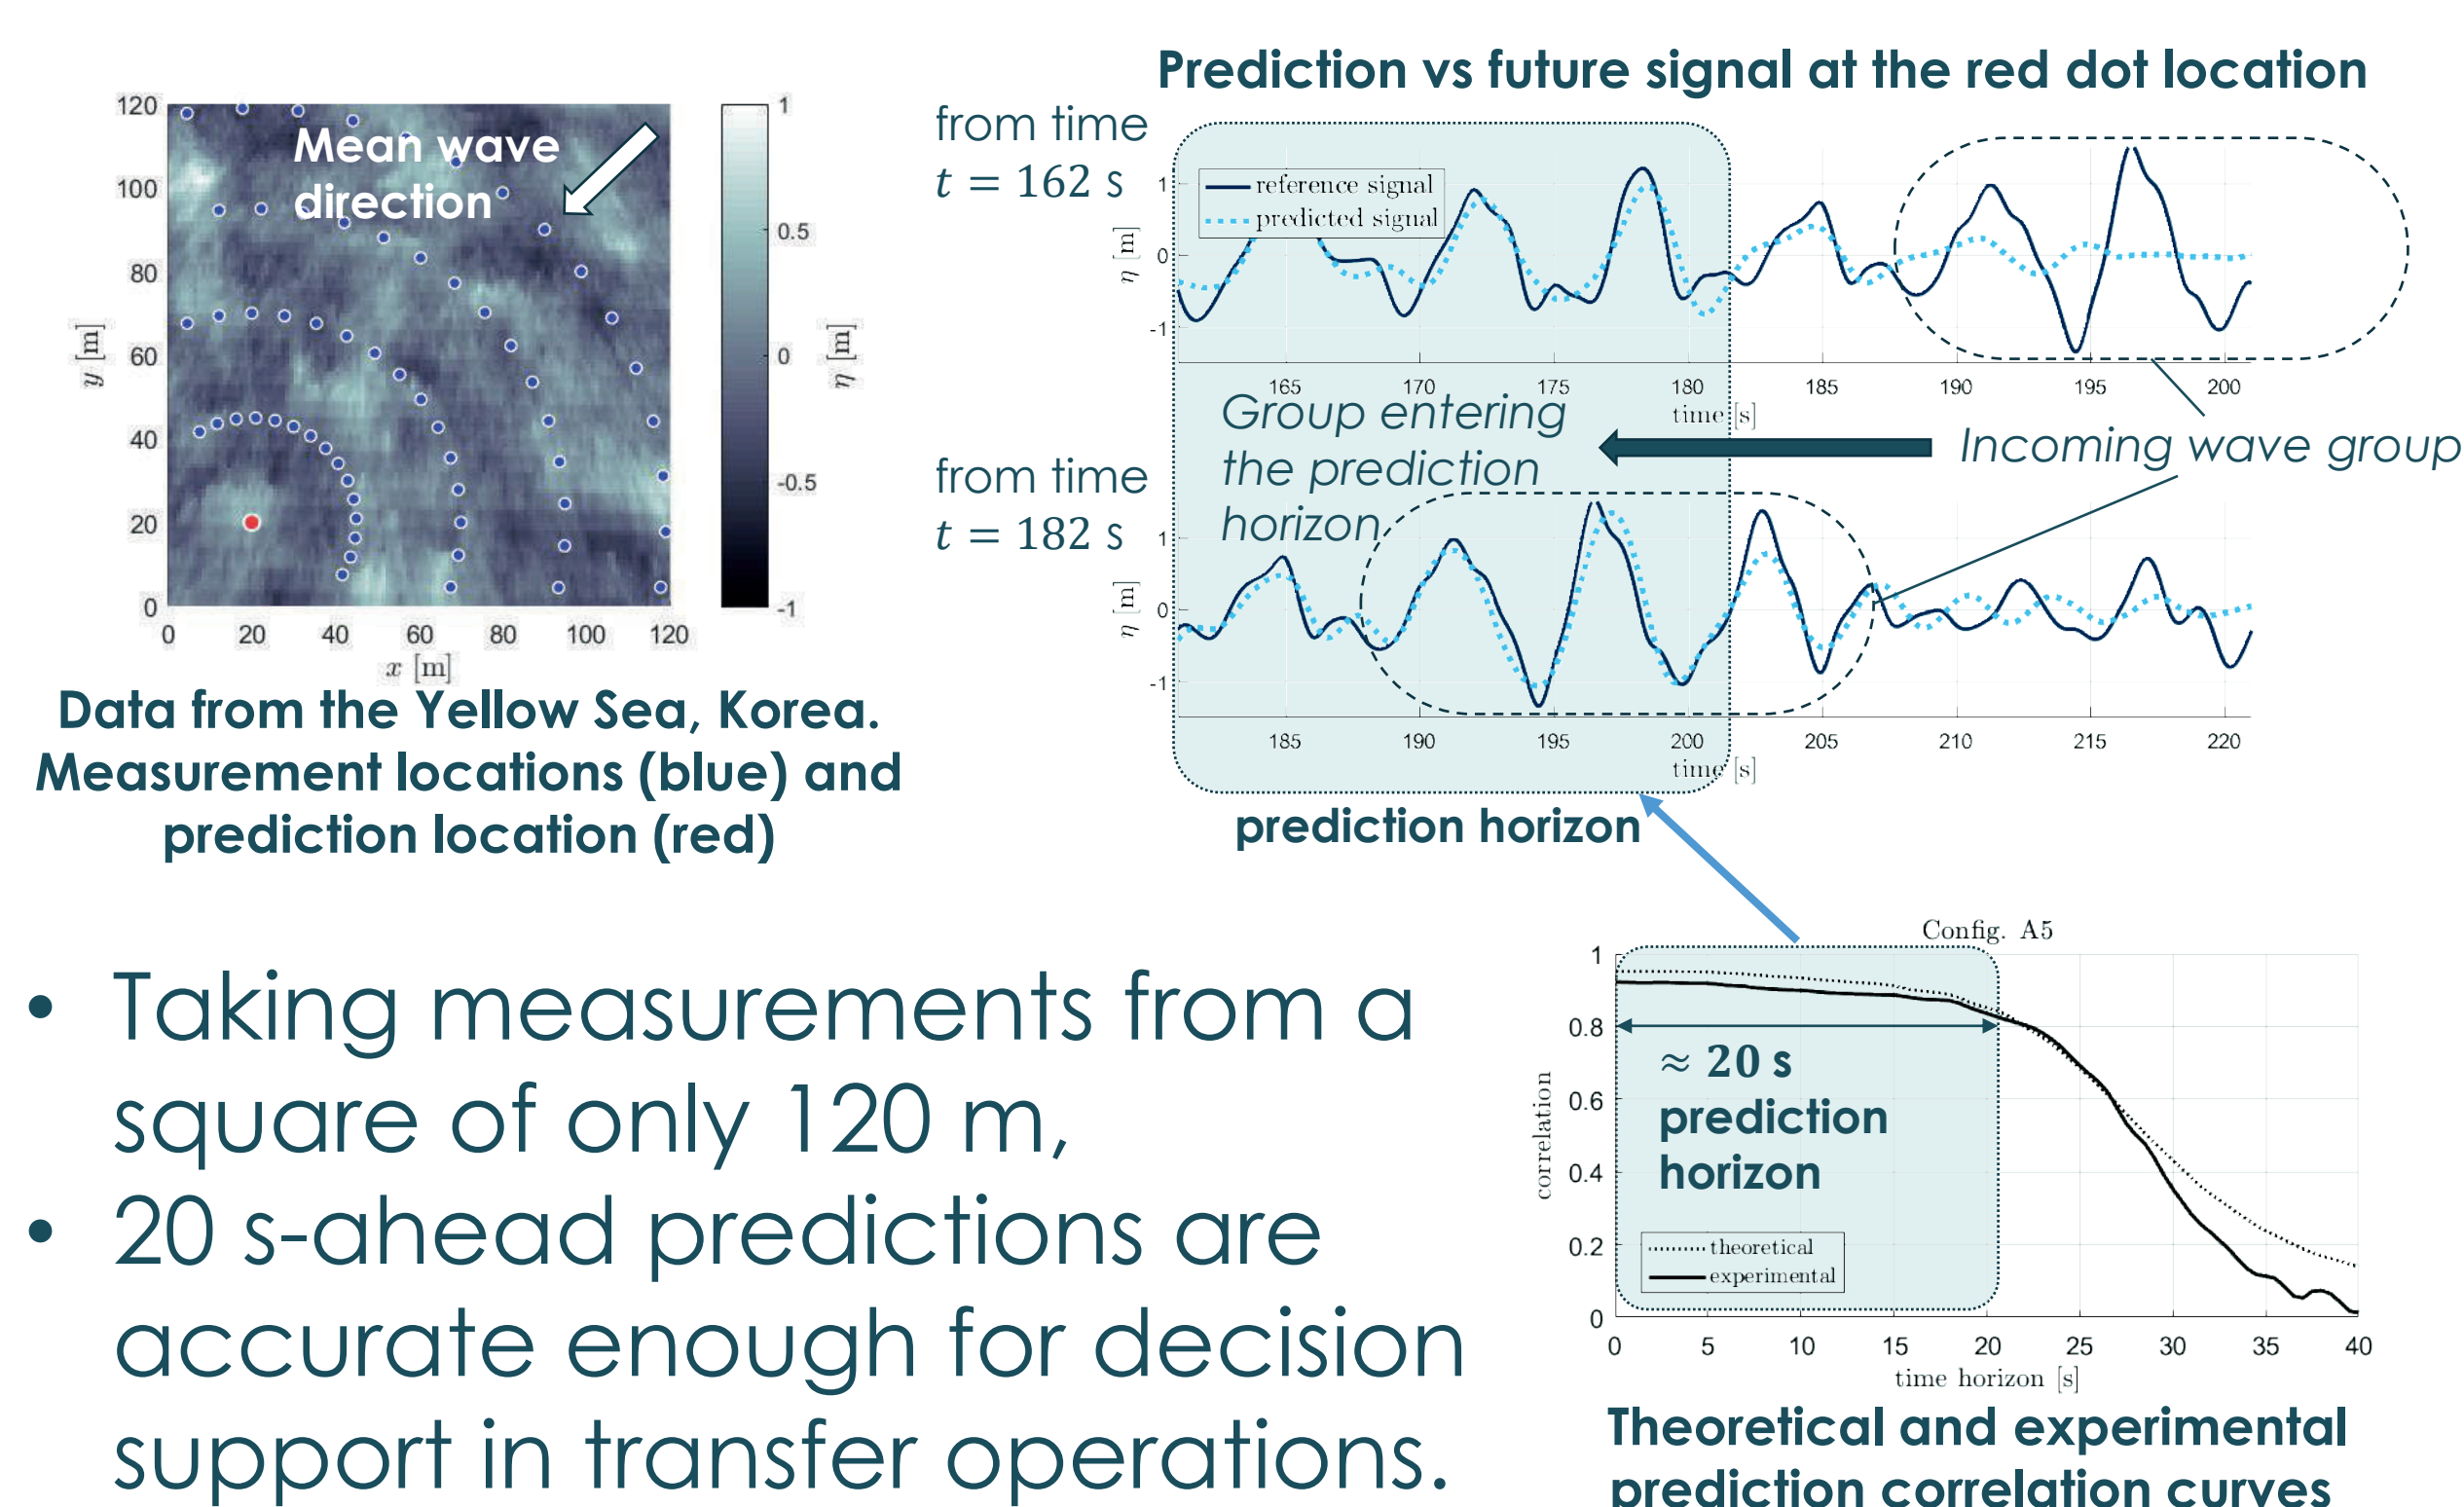 Prediction vs future signal at the red dot location
120
100
80
60
40
20
0
y [m]
0 20 40 60 80 100 120
x [m]
Mean wave
direction
1
0.5
0
-0.5
-1
η [m]
Data from the Yellow Sea, Korea.
Measurement locations (blue) and
prediction location (red)
from time
t = 162 s
reference signal
predicted signal
1
0
-1
η [m]
165 170 175 180 185 190 195 200
time [s]
Group entering
the prediction
horizon
Incoming wave group
from time
t = 182 s
1
0
-1
η [m]
185 190 195 200 205 210 215 220
time [s]
prediction horizon
• Taking measurements from a
square of only 120 m,
• 20 s-ahead predictions are
accurate enough for decision
support in transfer operations.
Config. A5
1
0.8
0.6
0.4
0.2
0
correlation
≈ 20 s
prediction
horizon
theoretical
experimental
0 5 10 15 20 25 30 35 40
time horizon [s]
Theoretical and experimental
prediction correlation curves